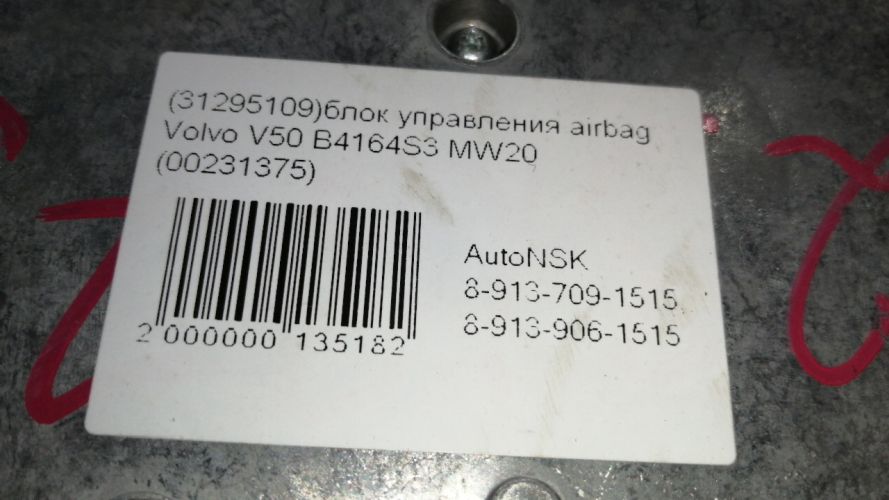 (31295109)блок управления airbag
Volvo V50 B4164S3 MW20
(00231375)
AutoNSK
8-913-709-1515
8-913-906-1515
2 000000 135182